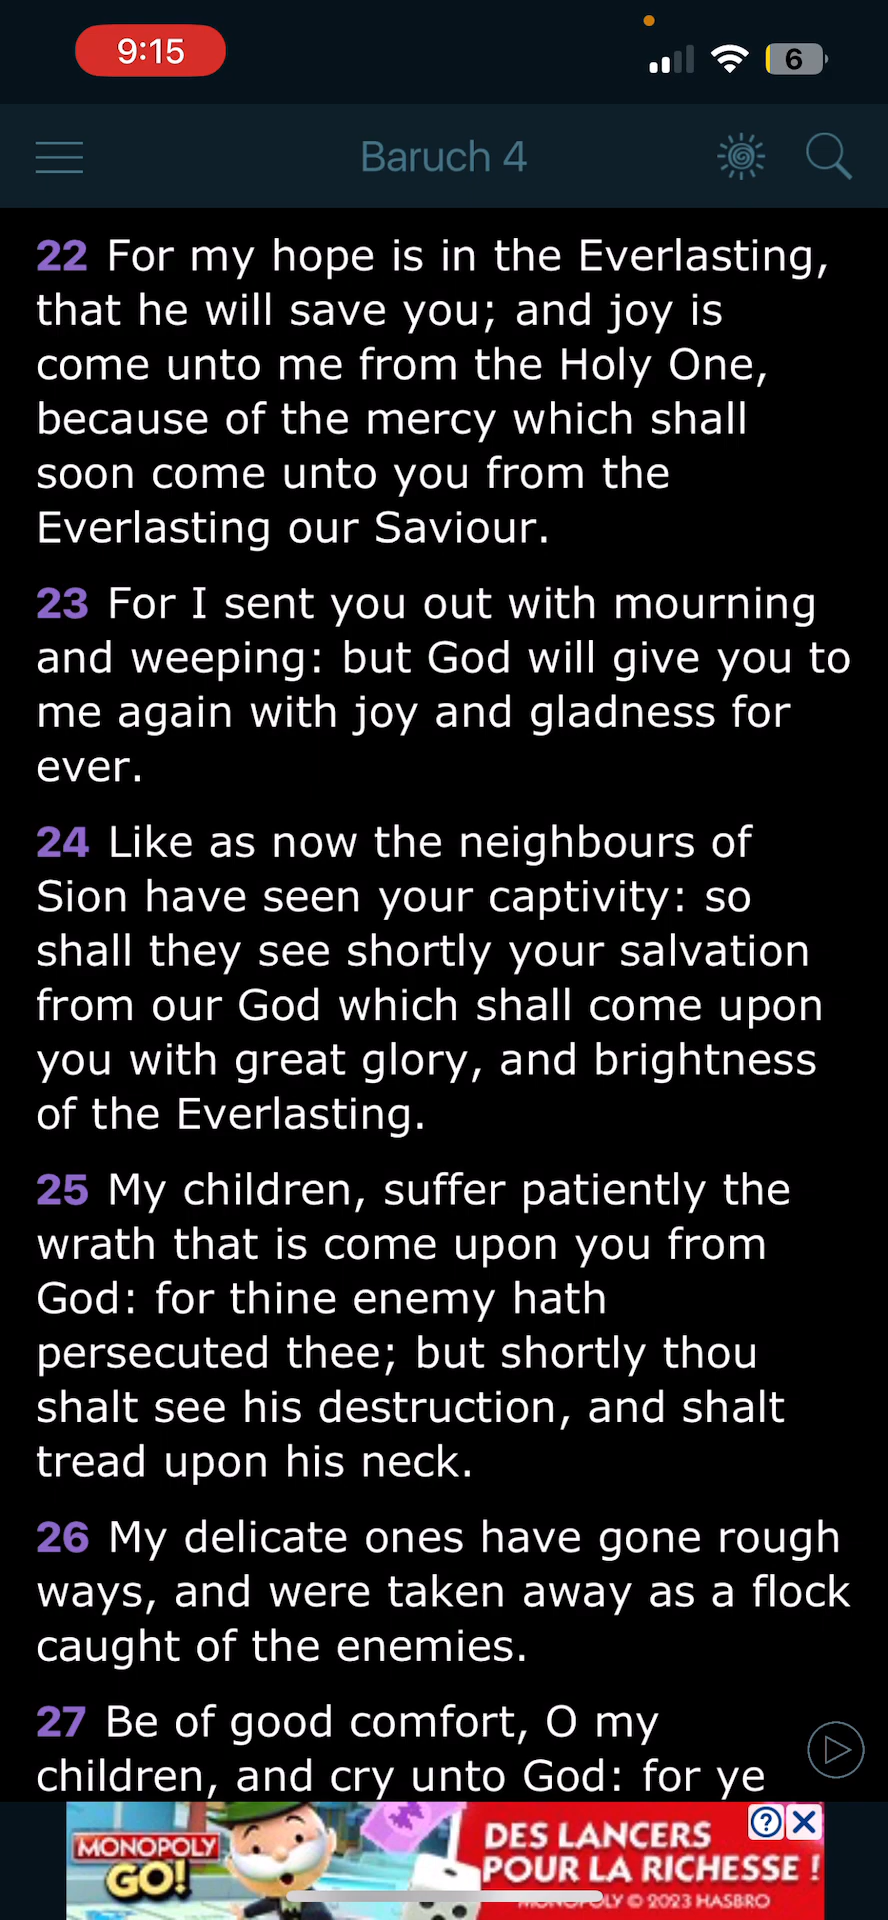 9:15
6
Baruch 4
22 For my hope is in the Everlasting,
that he will save you; and joy is
come unto me from the Holy One,
because of the mercy which shall
soon come unto you from the
Everlasting our Saviour.
23 For I sent you out with mourning
and weeping: but God will give you to
me again with joy and gladness for
ever.
24 Like as now the neighbours of
Sion have seen your captivity: so
shall they see shortly your salvation
from our God which shall come upon
you with great glory, and brightness
of the Everlasting.
25 My children, suffer patiently the
wrath that is come upon you from
God: for thine enemy hath
persecuted thee; but shortly thou
shalt see his destruction, and shalt
tread upon his neck.
26 My delicate ones have gone rough
ways, and were taken away as a flock
caught of the enemies.
27 Be of good comfort, O my
children, and cry unto God: for ye
MONOPOLY
GO!
DES LANCERS
POUR LA RICHESSE !
MONOPOLY © 2023 HASBRO